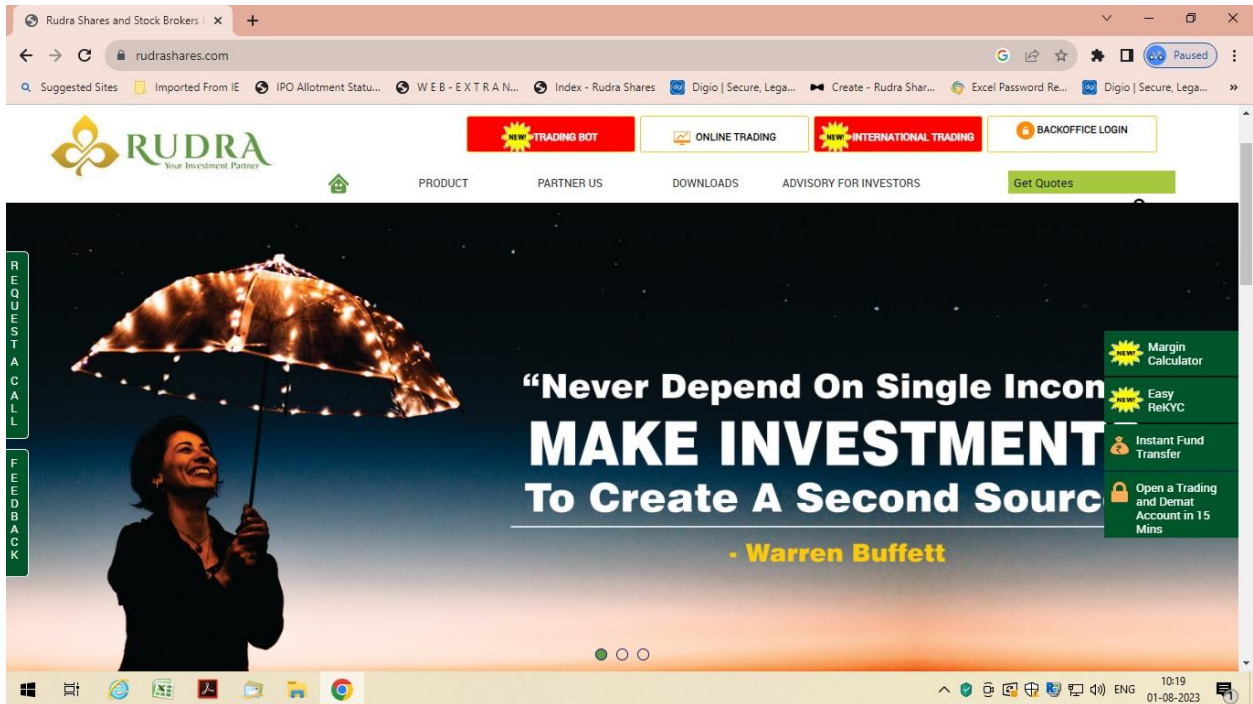 Rudra Shares and Stock Brokers
rudrashares.com
Paused
Suggested Sites
Imported From IE
IPO Allotment Statu...
W E B - E X T R A N...
Index - Rudra Shares
Digio | Secure, Lega...
Create - Rudra Shar...
Excel Password Re...
Digio | Secure, Lega...
RUDRA
Your Investment Partner
NEW! TRADING BOT
ONLINE TRADING
NEW! INTERNATIONAL TRADING
BACKOFFICE LOGIN
PRODUCT
PARTNER US
DOWNLOADS
ADVISORY FOR INVESTORS
Get Quotes
REQUEST A CALL
FEEDBACK
“Never Depend On Single Incom
MAKE INVESTMENT
To Create A Second Sourc
- Warren Buffett
NEW! Margin
Calculator
NEW! Easy
ReKYC
Instant Fund
Transfer
Open a Trading
and Demat
Account in 15
Mins
ENG
10:19
01-08-2023
1